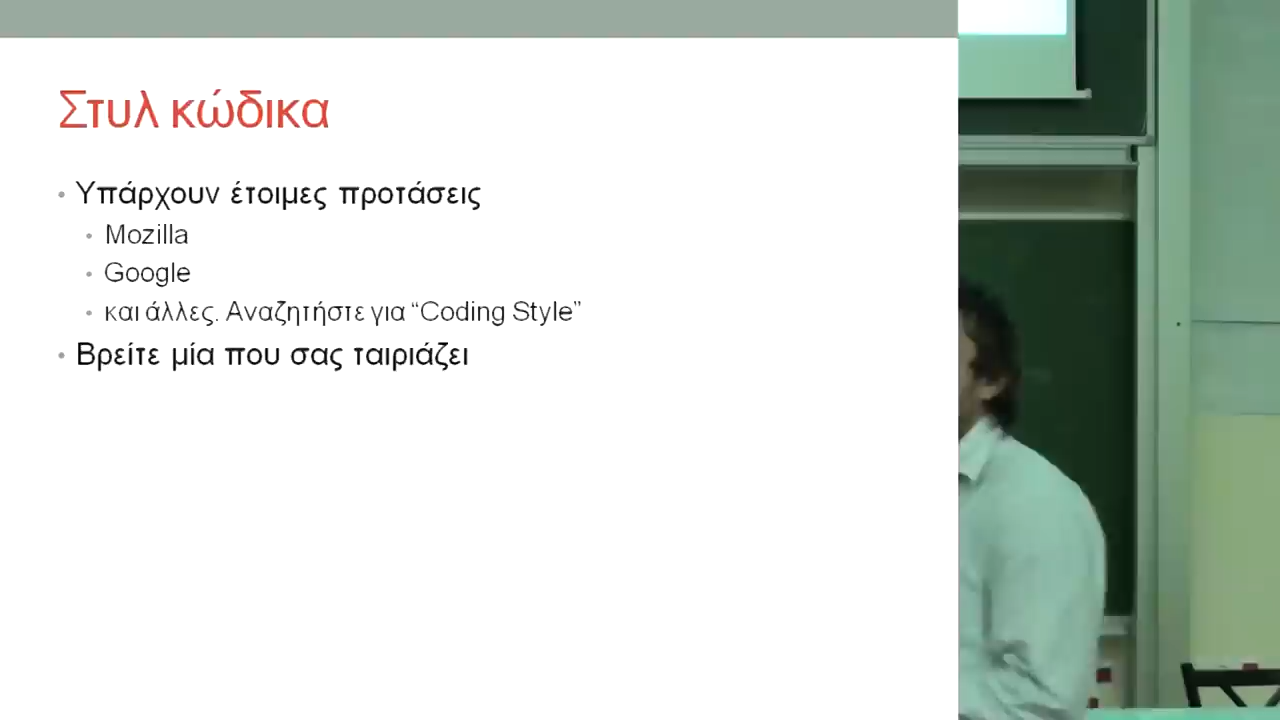 Στυλ κώδικα
• Υπάρχουν έτοιμες προτάσεις
• Mozilla
• Google
• και άλλες. Αναζητήστε για “Coding Style”
• Βρείτε μία που σας ταιριάζει